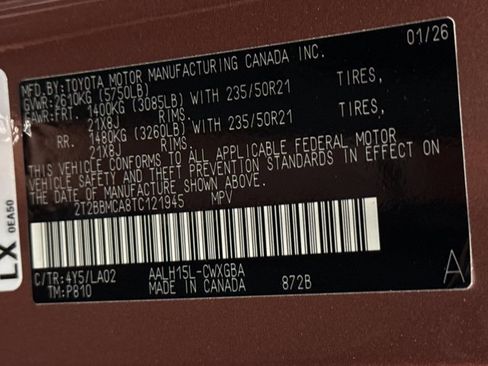 MFD.BY:TOYOTA MOTOR MANUFACTURING CANADA INC. 01/26
GVWR:2610KG (5750LB)
GAWR:FRT. 1400KG (3085LB) WITH 235/50R21 TIRES,
21X8J RIMS.
RR. 1480KG (3260LB) WITH 235/50R21 TIRES,
21X8J RIMS.
THIS VEHICLE CONFORMS TO ALL APPLICABLE FEDERAL MOTOR
VEHICLE SAFETY AND THEFT PREVENTION STANDARDS IN EFFECT ON
THE DATE OF MANUFACTURE SHOWN ABOVE.
2T2BBMCA8TC121945 MPV
C/TR:4Y5/LA02 AALH15L-CWXGBA A
TM:P810 MADE IN CANADA 872B
LX
0EA50